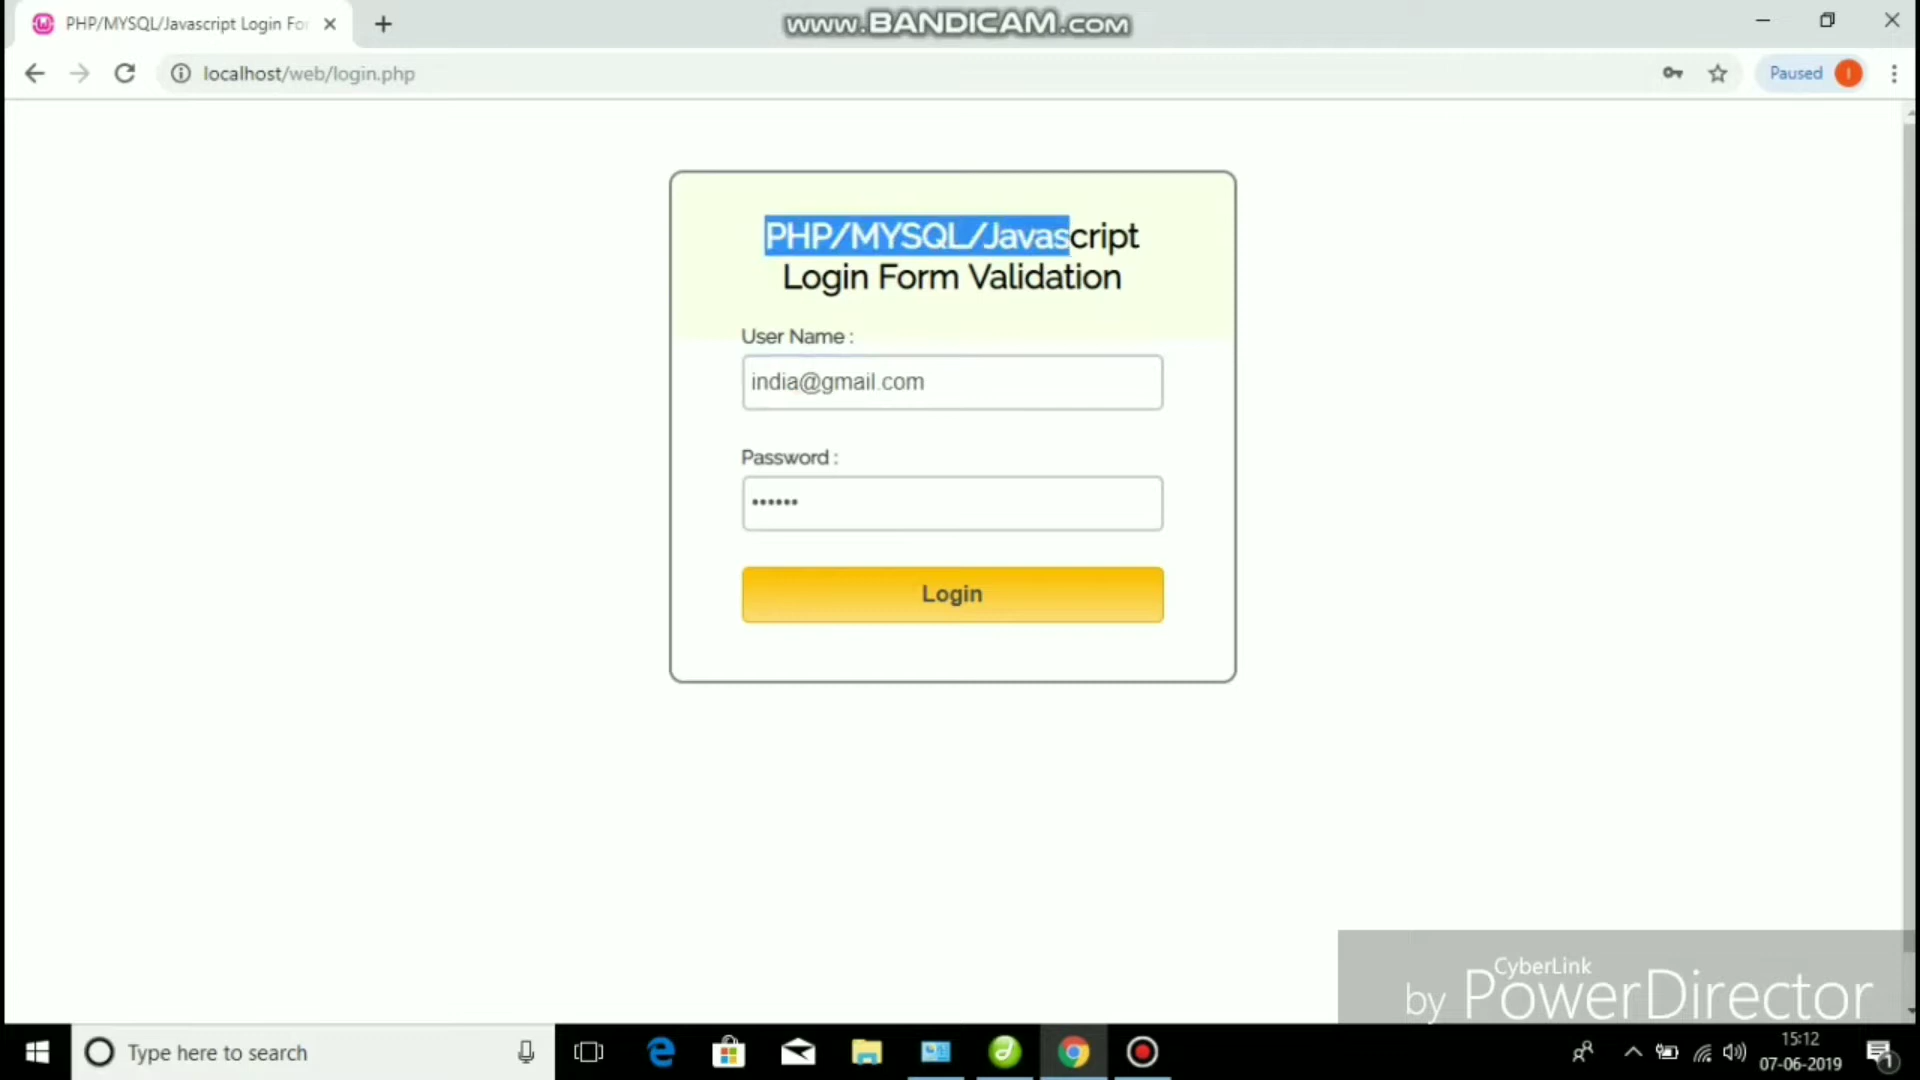 PHP/MYSQL/Javascript Login For
www.BANDICAM.com
localhost/web/login.php
Paused
PHP/MYSQL/Javascript
Login Form Validation
User Name :
india@gmail.com
Password :
••••••
Login
CyberLink
by PowerDirector
Type here to search
15:12
07-06-2019
1